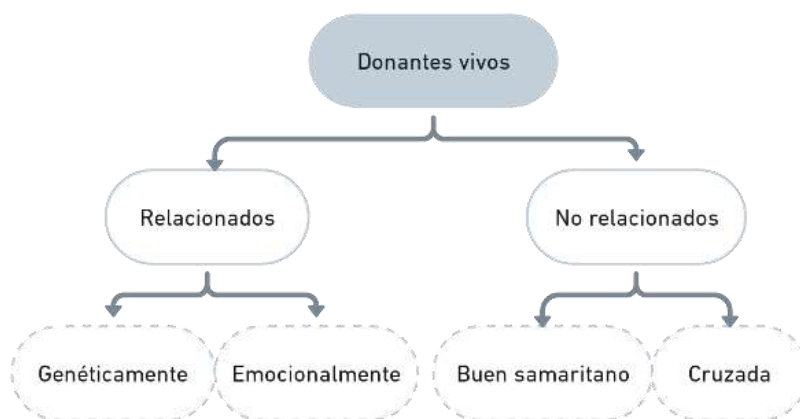 Donantes vivos
Relacionados
No relacionados
Genéticamente
Emocionalmente
Buen samaritano
Cruzada